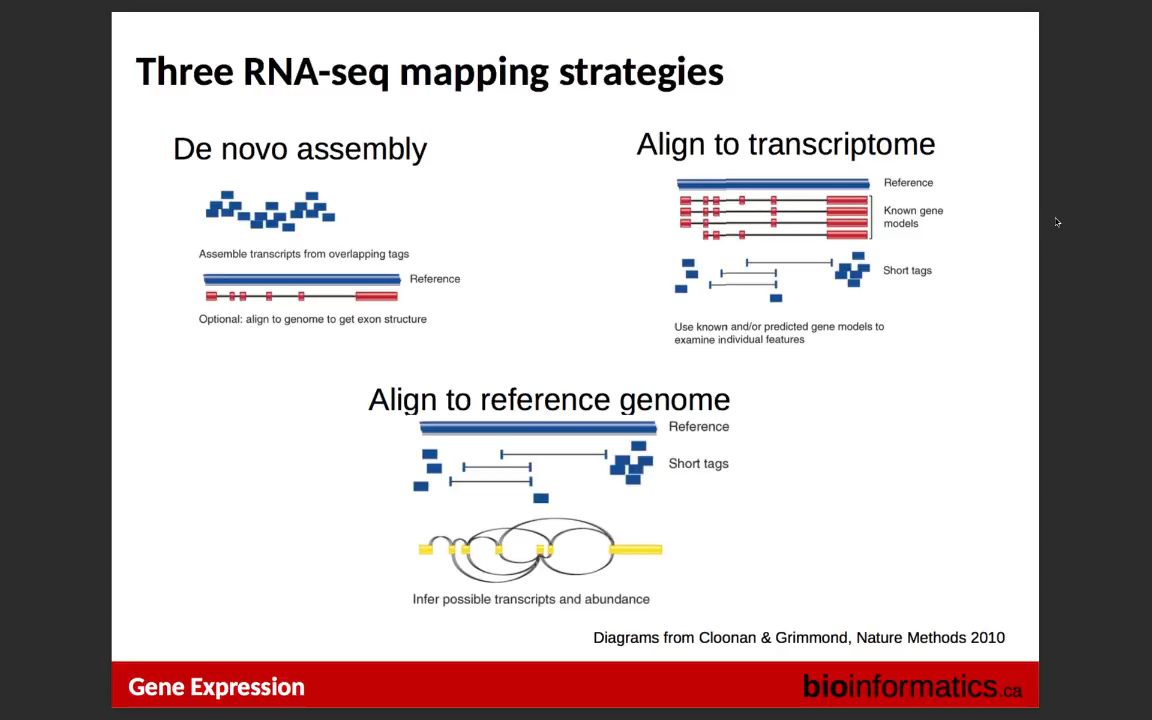 Three RNA-seq mapping strategies
De novo assembly
Assemble transcripts from overlapping tags
Reference
Optional: align to genome to get exon structure
Align to transcriptome
Reference
Known gene
models
Short tags
Use known and/or predicted gene models to
examine individual features
Align to reference genome
Reference
Short tags
Infer possible transcripts and abundance
Diagrams from Cloonan & Grimmond, Nature Methods 2010
Gene Expression
bioinformatics.ca